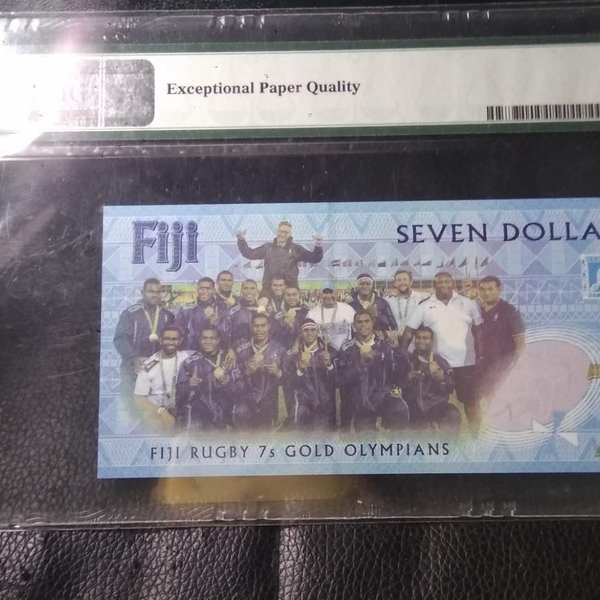 Exceptional Paper Quality
FIJI
SEVEN DOLLA
FIJI RUGBY 7s GOLD OLYMPIANS